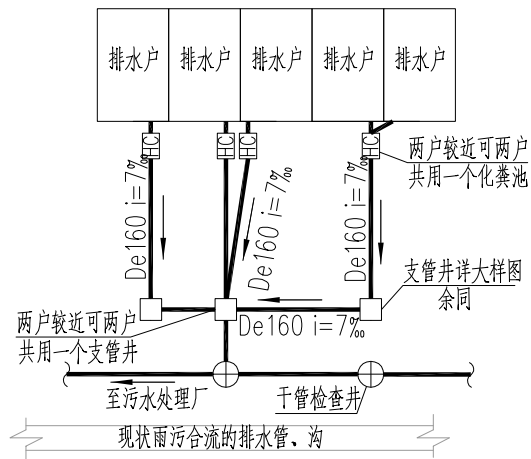 排水户 排水户 排水户 排水户 排水户
HC HC HC HC
两户较近可两户
共用一个化粪池
De160 i=7‰
De160 i=7‰
De160 i=7‰
支管井详大样图
余同
两户较近可两户
共用一个支管井
De160 i=7‰
至污水处理厂
干管检查井
现状雨污合流的排水管、沟